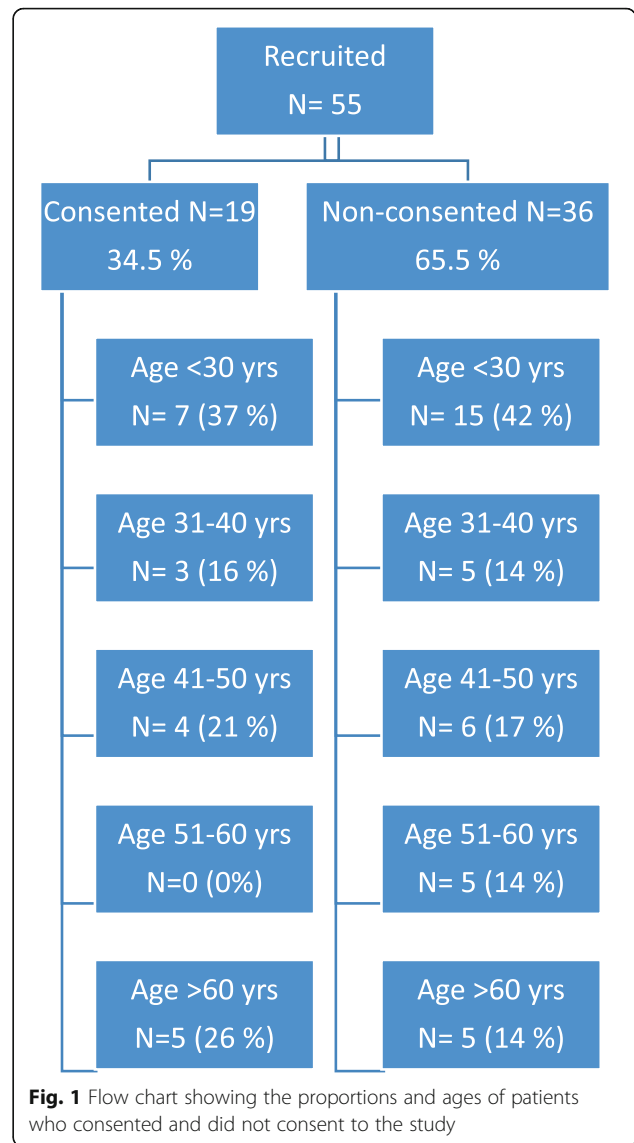 Recruited
N= 55
Consented N=19
34.5 %
Non-consented N=36
65.5 %
Age <30 yrs
N= 7 (37 %)
Age 31-40 yrs
N= 3 (16 %)
Age 41-50 yrs
N= 4 (21 %)
Age 51-60 yrs
N=0 (0%)
Age >60 yrs
N=5 (26 %)
Age <30 yrs
N= 15 (42 %)
Age 31-40 yrs
N= 5 (14 %)
Age 41-50 yrs
N= 6 (17 %)
Age 51-60 yrs
N= 5 (14 %)
Age >60 yrs
N= 5 (14 %)
Fig. 1 Flow chart showing the proportions and ages of patients
who consented and did not consent to the study